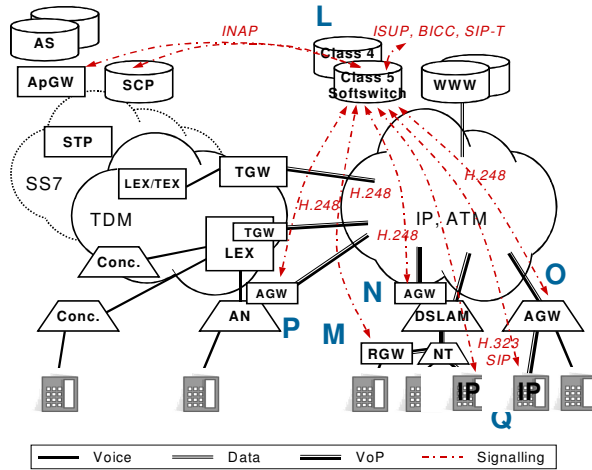 L
INAP
ISUP, BICC, SIP-T
AS
Class 4
ApGW
SCP
Class 5
Softswitch
WWW
STP
SS7
LEX/TEX
TGW
H.248
H.248
H.248
TDM
IP, ATM
TGW
LEX
H.248
Conc.
AGW
N
AGW
O
Conc.
AN
P
M
DSLAM
AGW
RGW
NT
H.323
SIP
IP
IP
Q
Voice
Data
VoP
Signalling